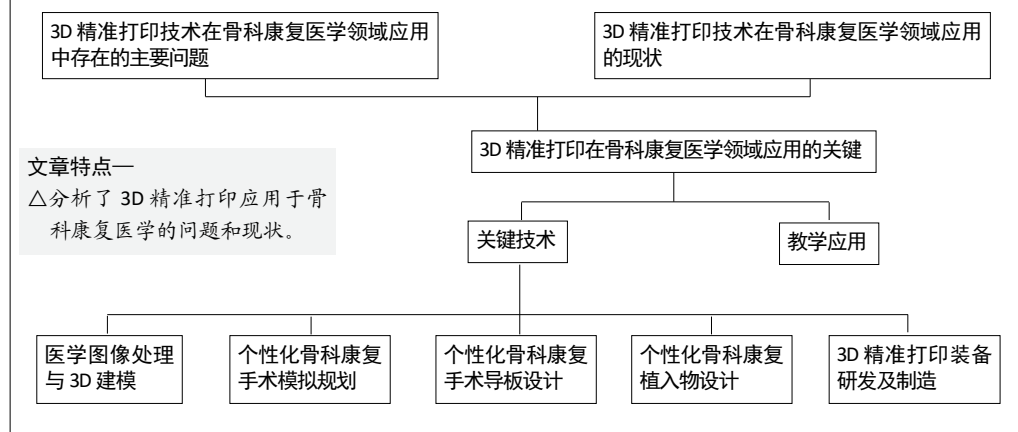 3D 精准打印技术在骨科康复医学领域应用
中存在的主要问题
3D 精准打印技术在骨科康复医学领域应用
的现状
3D 精准打印在骨科康复医学领域应用的关键
文章特点—
△分析了 3D 精准打印应用于骨
科康复医学的问题和现状。
关键技术
教学应用
医学图像处理
与 3D 建模
个性化骨科康复
手术模拟规划
个性化骨科康复
手术导板设计
个性化骨科康复
植入物设计
3D 精准打印装备
研发及制造